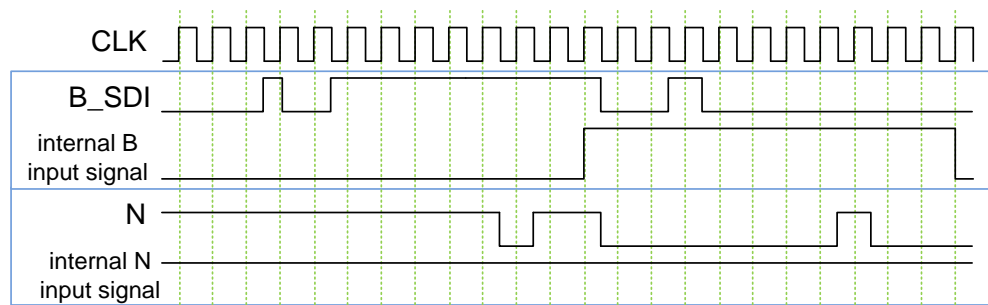 CLK
B_SDI
internal B
input signal
N
internal N
input signal